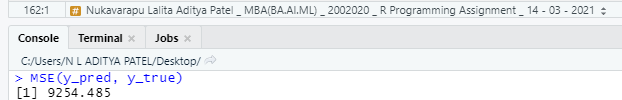 162:1 # Nukavarapu Lalita Aditya Patel _ MBA(BA.AI.ML) _ 2002020 _ R Programming Assignment _ 14 - 03 - 2021
Console Terminal Jobs
C:/Users/N L ADITYA PATEL/Desktop/
> MSE(y_pred, y_true)
[1] 9254.485